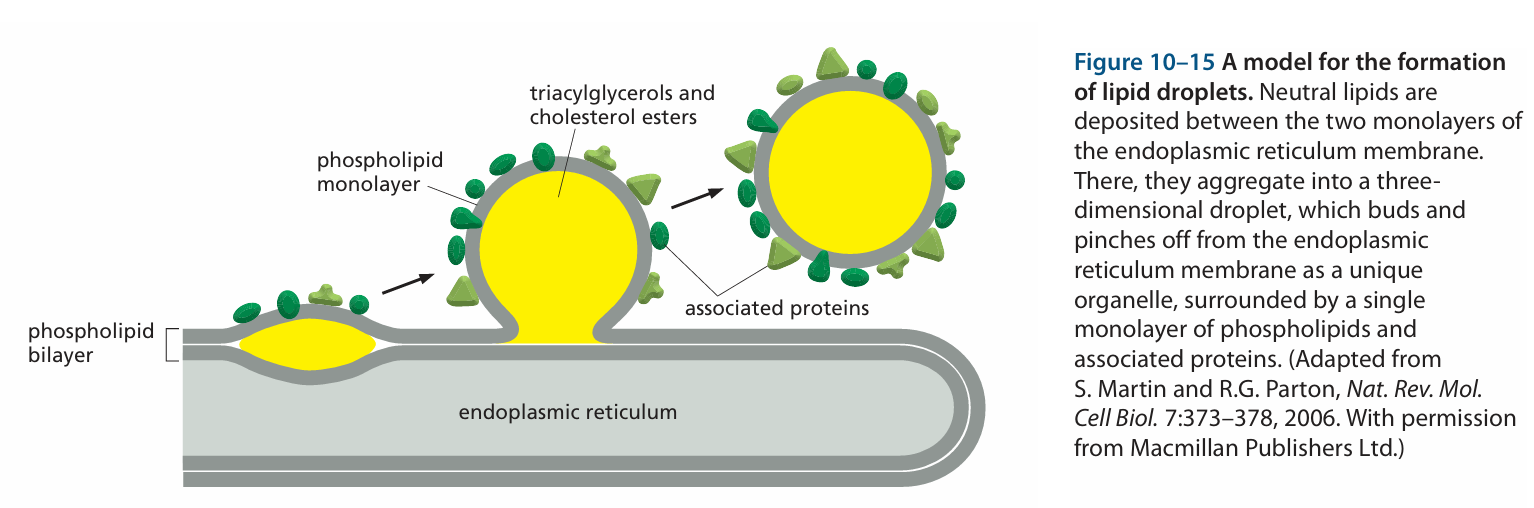 triacylglycerols and
cholesterol esters
phospholipid
monolayer
associated proteins
phospholipid
bilayer
endoplasmic reticulum
Figure 10–15 A model for the formation
of lipid droplets. Neutral lipids are
deposited between the two monolayers of
the endoplasmic reticulum membrane.
There, they aggregate into a three-
dimensional droplet, which buds and
pinches off from the endoplasmic
reticulum membrane as a unique
organelle, surrounded by a single
monolayer of phospholipids and
associated proteins. (Adapted from
S. Martin and R.G. Parton, Nat. Rev. Mol.
Cell Biol. 7:373–378, 2006. With permission
from Macmillan Publishers Ltd.)